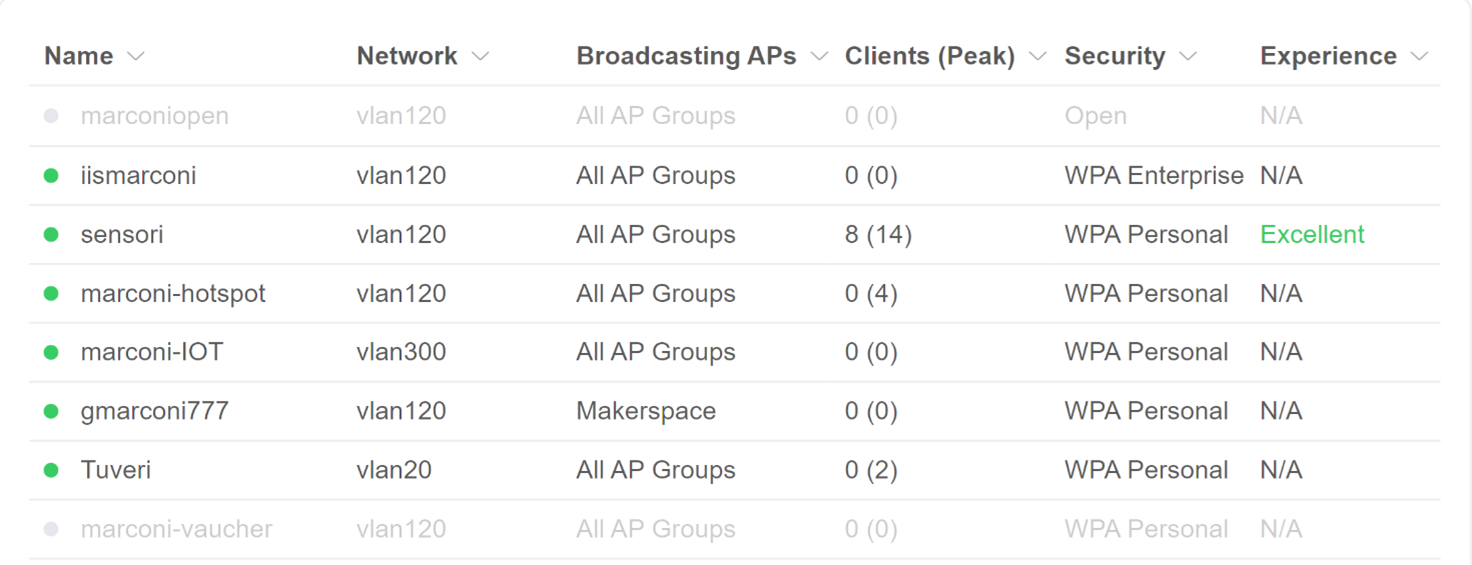 Name Network Broadcasting APs Clients (Peak) Security Experience
marconiopen vlan120 All AP Groups 0 (0) Open N/A
iismarconi vlan120 All AP Groups 0 (0) WPA Enterprise N/A
sensori vlan120 All AP Groups 8 (14) WPA Personal Excellent
marconi-hotspot vlan120 All AP Groups 0 (4) WPA Personal N/A
marconi-IOT vlan300 All AP Groups 0 (0) WPA Personal N/A
gmarconi777 vlan120 Makerspace 0 (0) WPA Personal N/A
Tuveri vlan20 All AP Groups 0 (2) WPA Personal N/A
marconi-vaucher vlan120 All AP Groups 0 (0) WPA Personal N/A